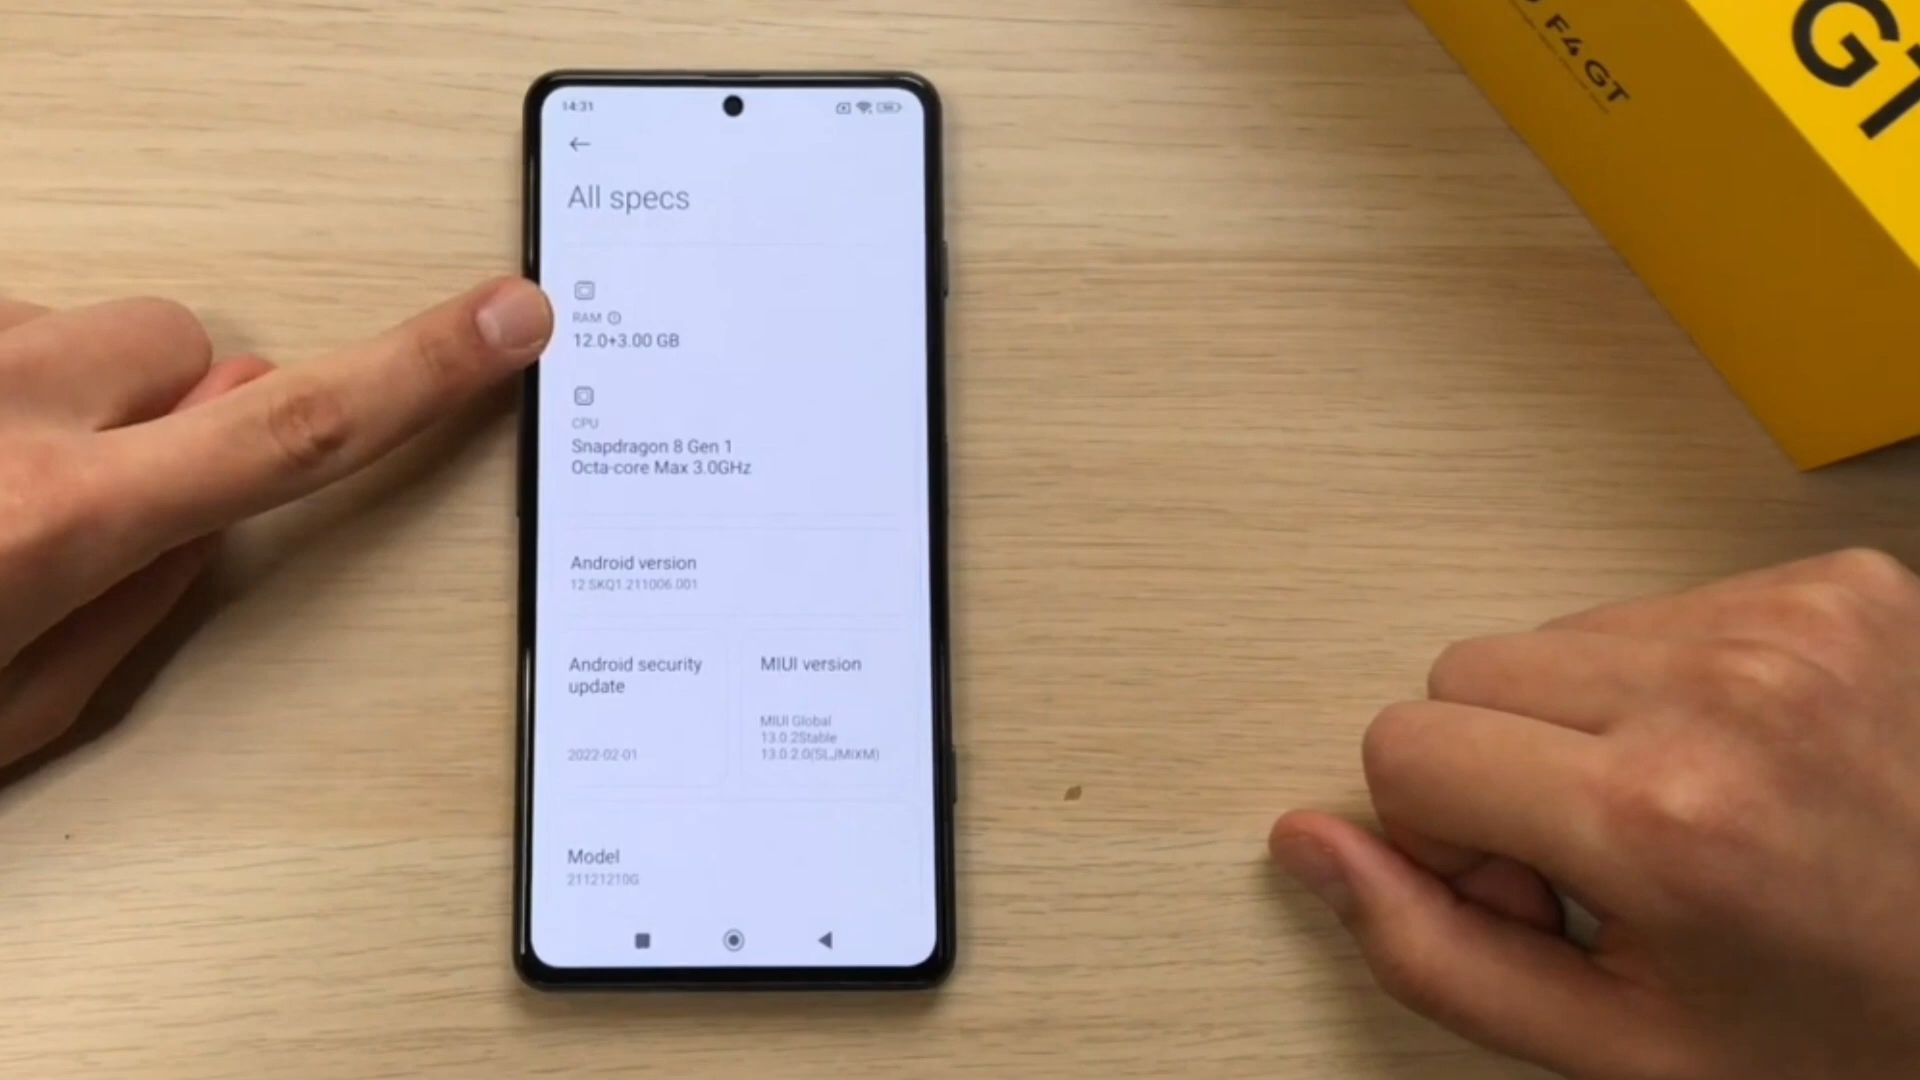 14:31
All specs
RAM
12.0+3.00 GB
CPU
Snapdragon 8 Gen 1
Octa-core Max 3.0GHz
Android version
12 SKQ1.211006.001
Android security
update
2022-02-01
MIUI version
MIUI Global
13.0.2Stable
13.0.2.0(SLJMIXM)
Model
21121210G
F4 GT
GT